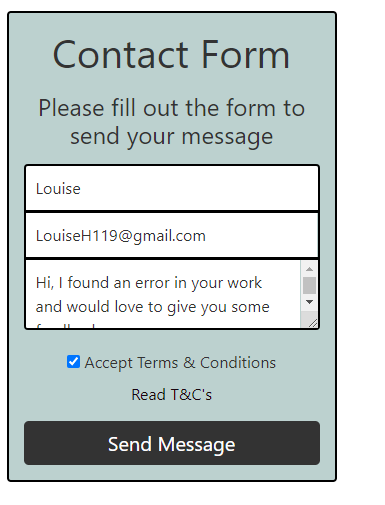 Contact Form
Please fill out the form to
send your message
Louise
LouiseH119@gmail.com
Hi, I found an error in your work
and would love to give you some
Accept Terms & Conditions
Read T&C's
Send Message